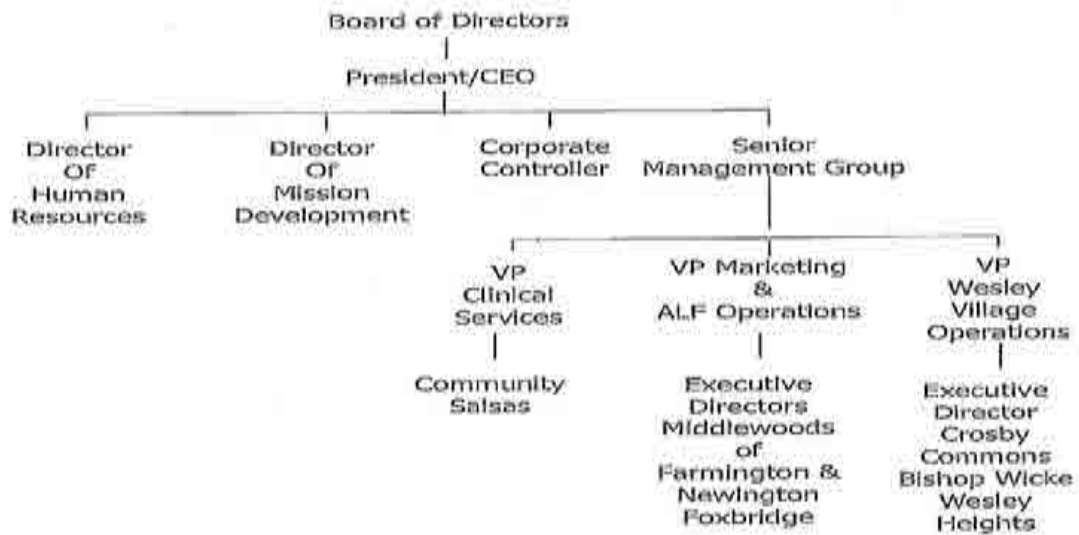 Board of Directors
President/CEO
Director
Of
Human
Resources
Director
Of
Mission
Development
Corporate
Controller
Senior
Management Group
VP
Clinical
Services
VP Marketing
&
ALF Operations
VP
Wesley
Village
Operations
Community
Salsas
Executive
Directors
Middlewoods
of
Farmington &
Newington
Foxbridge
Executive
Director
Crosby
Commons
Bishop Wicke
Wesley
Heights